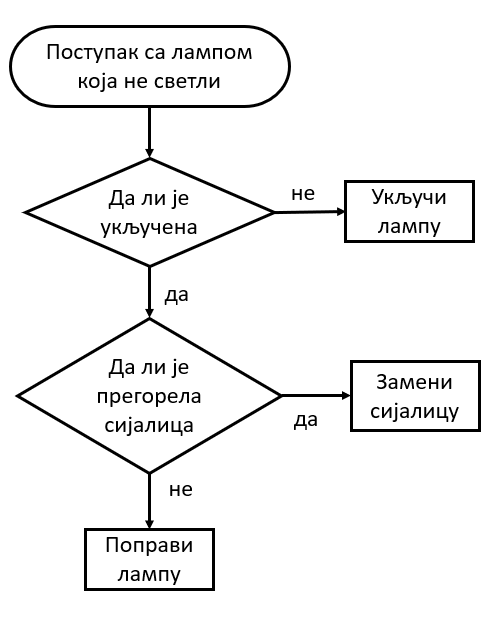 Поступак са лампом
која не светли
Да ли је
укључена
не
Укључи
лампу
да
Да ли је
прегорела
сијалица
да
Замени
сијалицу
не
Поправи
лампу